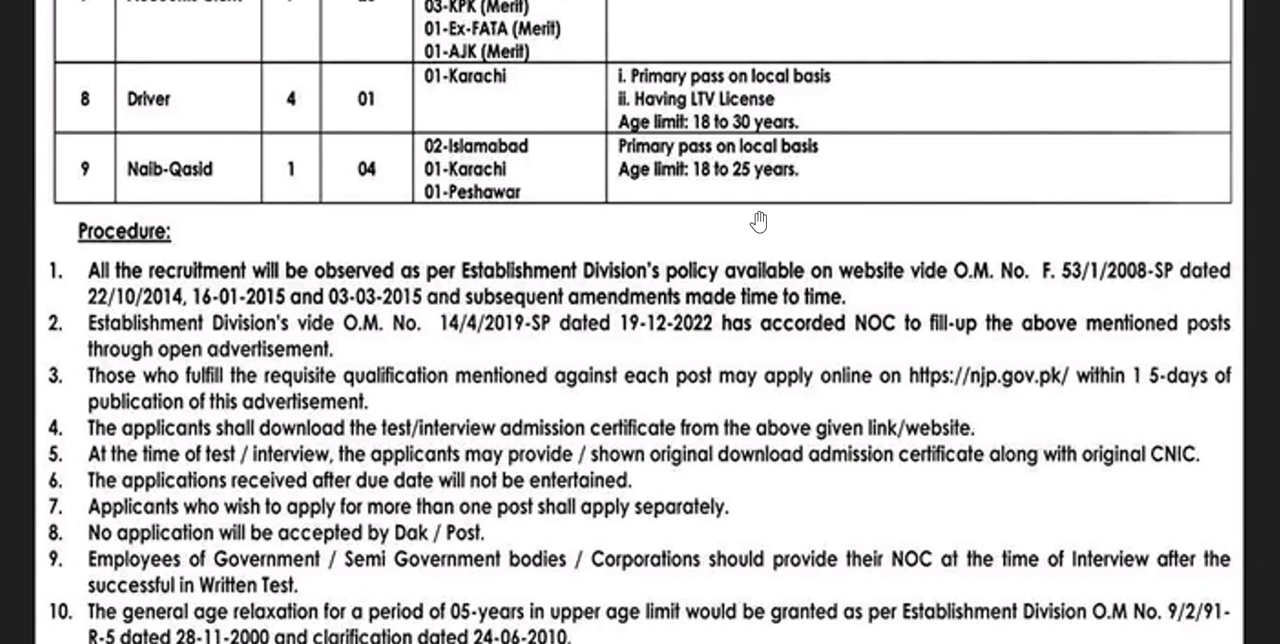 03-KPK (Merit)
01-Ex-FATA (Merit)
01-AJK (Merit)
8 Driver 4 01 01-Karachi i. Primary pass on local basis
ii. Having LTV License
Age limit: 18 to 30 years.
9 Naib-Qasid 1 04 02-Islamabad Primary pass on local basis
01-Karachi Age limit: 18 to 25 years.
01-Peshawar
Procedure:
1. All the recruitment will be observed as per Establishment Division's policy available on website vide O.M. No. F. 53/1/2008-SP dated
22/10/2014, 16-01-2015 and 03-03-2015 and subsequent amendments made time to time.
2. Establishment Division's vide O.M. No. 14/4/2019-SP dated 19-12-2022 has accorded NOC to fill-up the above mentioned posts
through open advertisement.
3. Those who fulfill the requisite qualification mentioned against each post may apply online on https://njp.gov.pk/ within 1 5-days of
publication of this advertisement.
4. The applicants shall download the test/interview admission certificate from the above given link/website.
5. At the time of test / interview, the applicants may provide / shown original download admission certificate along with original CNIC.
6. The applications received after due date will not be entertained.
7. Applicants who wish to apply for more than one post shall apply separately.
8. No application will be accepted by Dak / Post.
9. Employees of Government / Semi Government bodies / Corporations should provide their NOC at the time of Interview after the
successful in Written Test.
10. The general age relaxation for a period of 05-years in upper age limit would be granted as per Establishment Division O.M No. 9/2/91-
R-5 dated 28-11-2000 and clarification dated 24-06-2010.